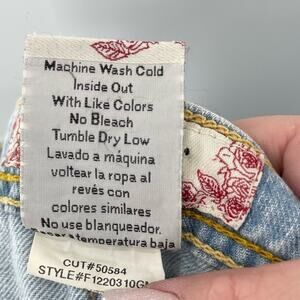 Machine Wash Cold
Inside Out
With Like Colors
No Bleach
Tumble Dry Low
Lavado a máquina
voltear la ropa al
revés con
colores similares
No use blanqueador.
temperatura baja
CUT#50584
STYLE#F1220310GM